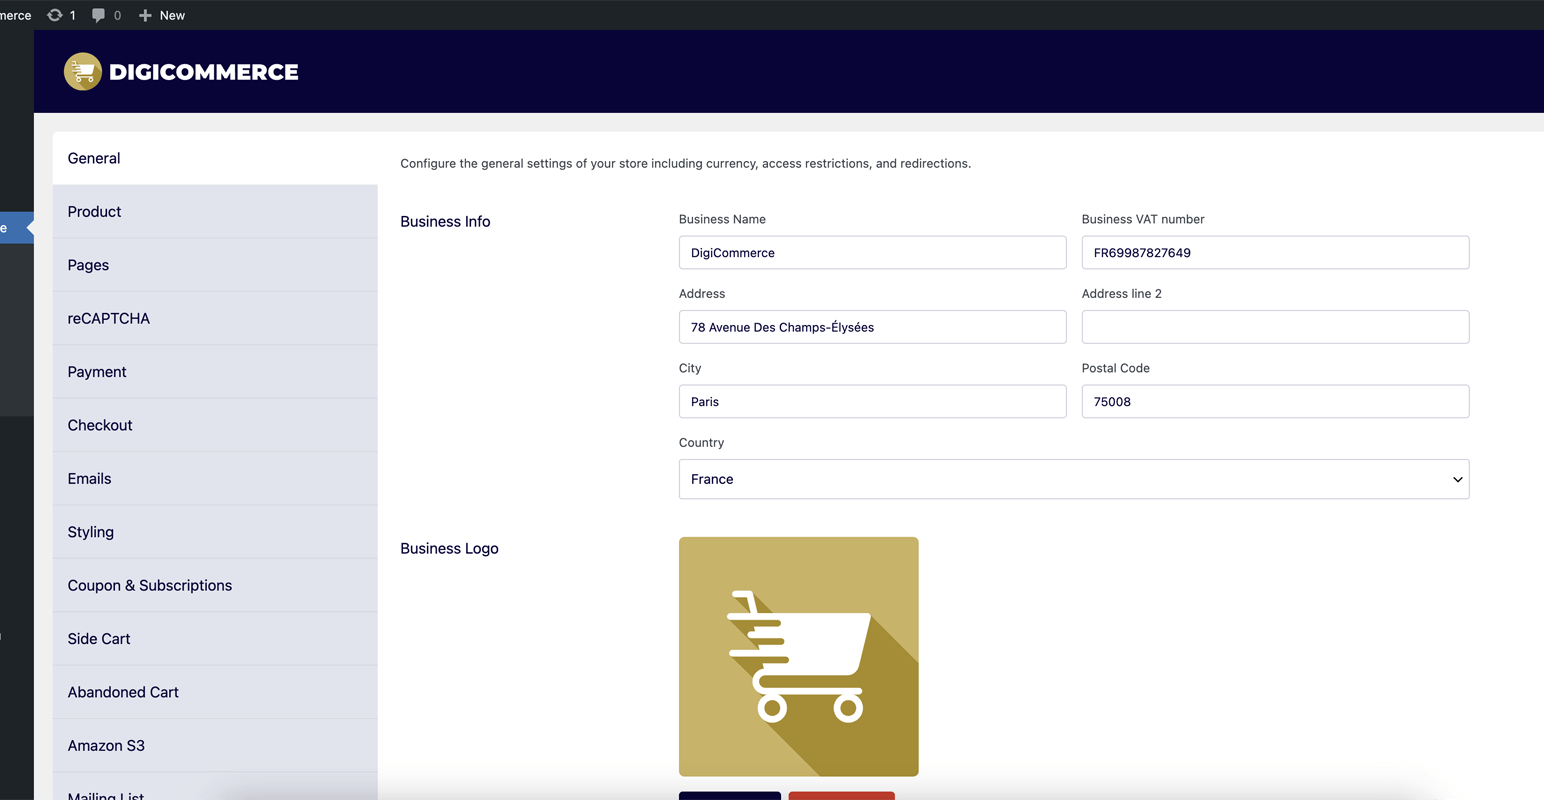 merce 1 0 New
DIGICOMMERCE
General
Product
Pages
reCAPTCHA
Payment
Checkout
Emails
Styling
Coupon & Subscriptions
Side Cart
Abandoned Cart
Amazon S3
Mailing List
Configure the general settings of your store including currency, access restrictions, and redirections.
Business Info
Business Name
DigiCommerce
Business VAT number
FR69987827649
Address
78 Avenue Des Champs-Élysées
Address line 2
City
Paris
Postal Code
75008
Country
France
Business Logo